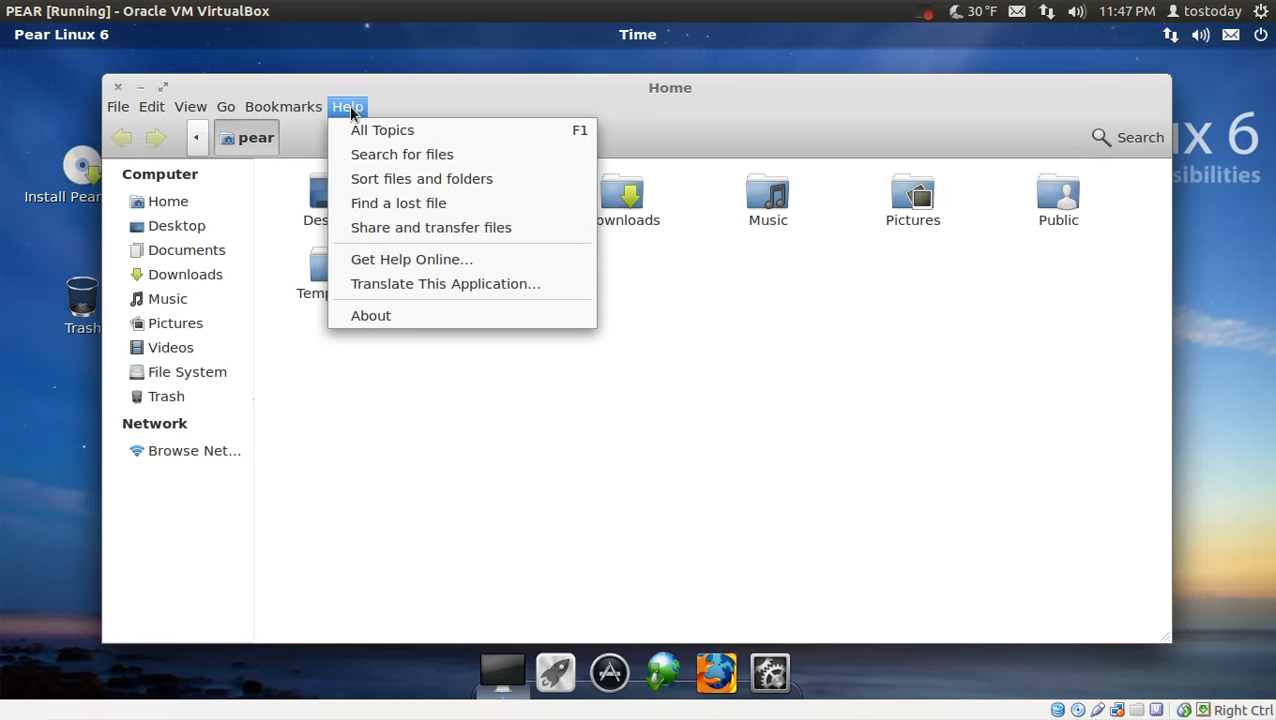 PEAR [Running] - Oracle VM VirtualBox
30 °F
11:47 PM
tostoday
Pear Linux 6
Time
Home
File Edit View Go Bookmarks Help
pear
Search
All Topics F1
Search for files
Sort files and folders
Find a lost file
Share and transfer files
Get Help Online...
Translate This Application...
About
Computer
Home
Desktop
Documents
Downloads
Music
Pictures
Videos
File System
Trash
Network
Browse Net...
Install Pear
Trash
Des
ownloads
Music
Pictures
Public
Temp
x 6
sibilities
Right Ctrl